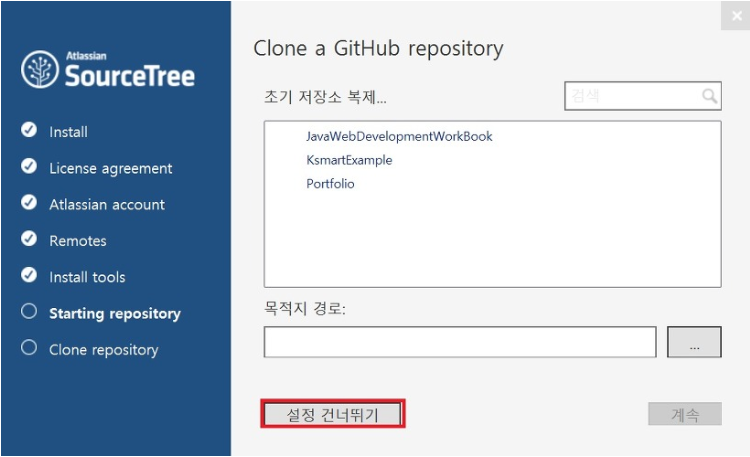 Atlassian
SourceTree
Install
License agreement
Atlassian account
Remotes
Install tools
Starting repository
Clone repository
Clone a GitHub repository
초기 저장소 복제...
검색
JavaWebDevelopmentWorkBook
KsmartExample
Portfolio
목적지 경로:
...
설정 건너뛰기
계속